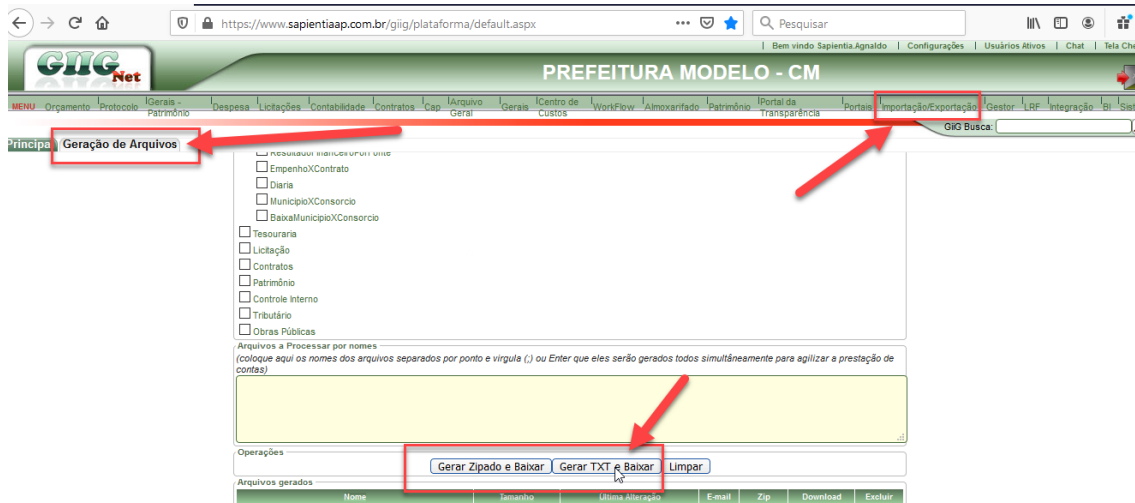 https://www.sapientiaap.com.br/giig/plataforma/default.aspx
Pesquisar
Bem vindo Sapientia.Agnaldo | Configurações | Usuários Ativos | Chat | Tela Che
GIIG Net
PREFEITURA MODELO - CM
MENU Orçamento Protocolo Gerais - Patrimônio Despesa Licitações Contabilidade Contratos Cap Arquivo Geral Gerais Centro de Custos WorkFlow Almoxarifado Patrimônio Portal da Transparência Portais Importação/Exportação Gestor LRF Integração BI Sist
GiiG Busca:
Principal Geração de Arquivos
ResultadoFinanceiroPorFonte
EmpenhoXContrato
Diaria
MunicipioXConsorcio
BaixaMunicipioXConsorcio
Tesouraria
Licitação
Contratos
Patrimônio
Controle Interno
Tributário
Obras Públicas
Arquivos a Processar por nomes
(coloque aqui os nomes dos arquivos separados por ponto e virgula (;) ou Enter que eles serão gerados todos simultâneamente para agilizar a prestação de
contas)
Operações
Gerar Zipado e Baixar Gerar TXT e Baixar Limpar
Arquivos gerados
Nome Tamanho Última Alteração E-mail Zip Download Excluir